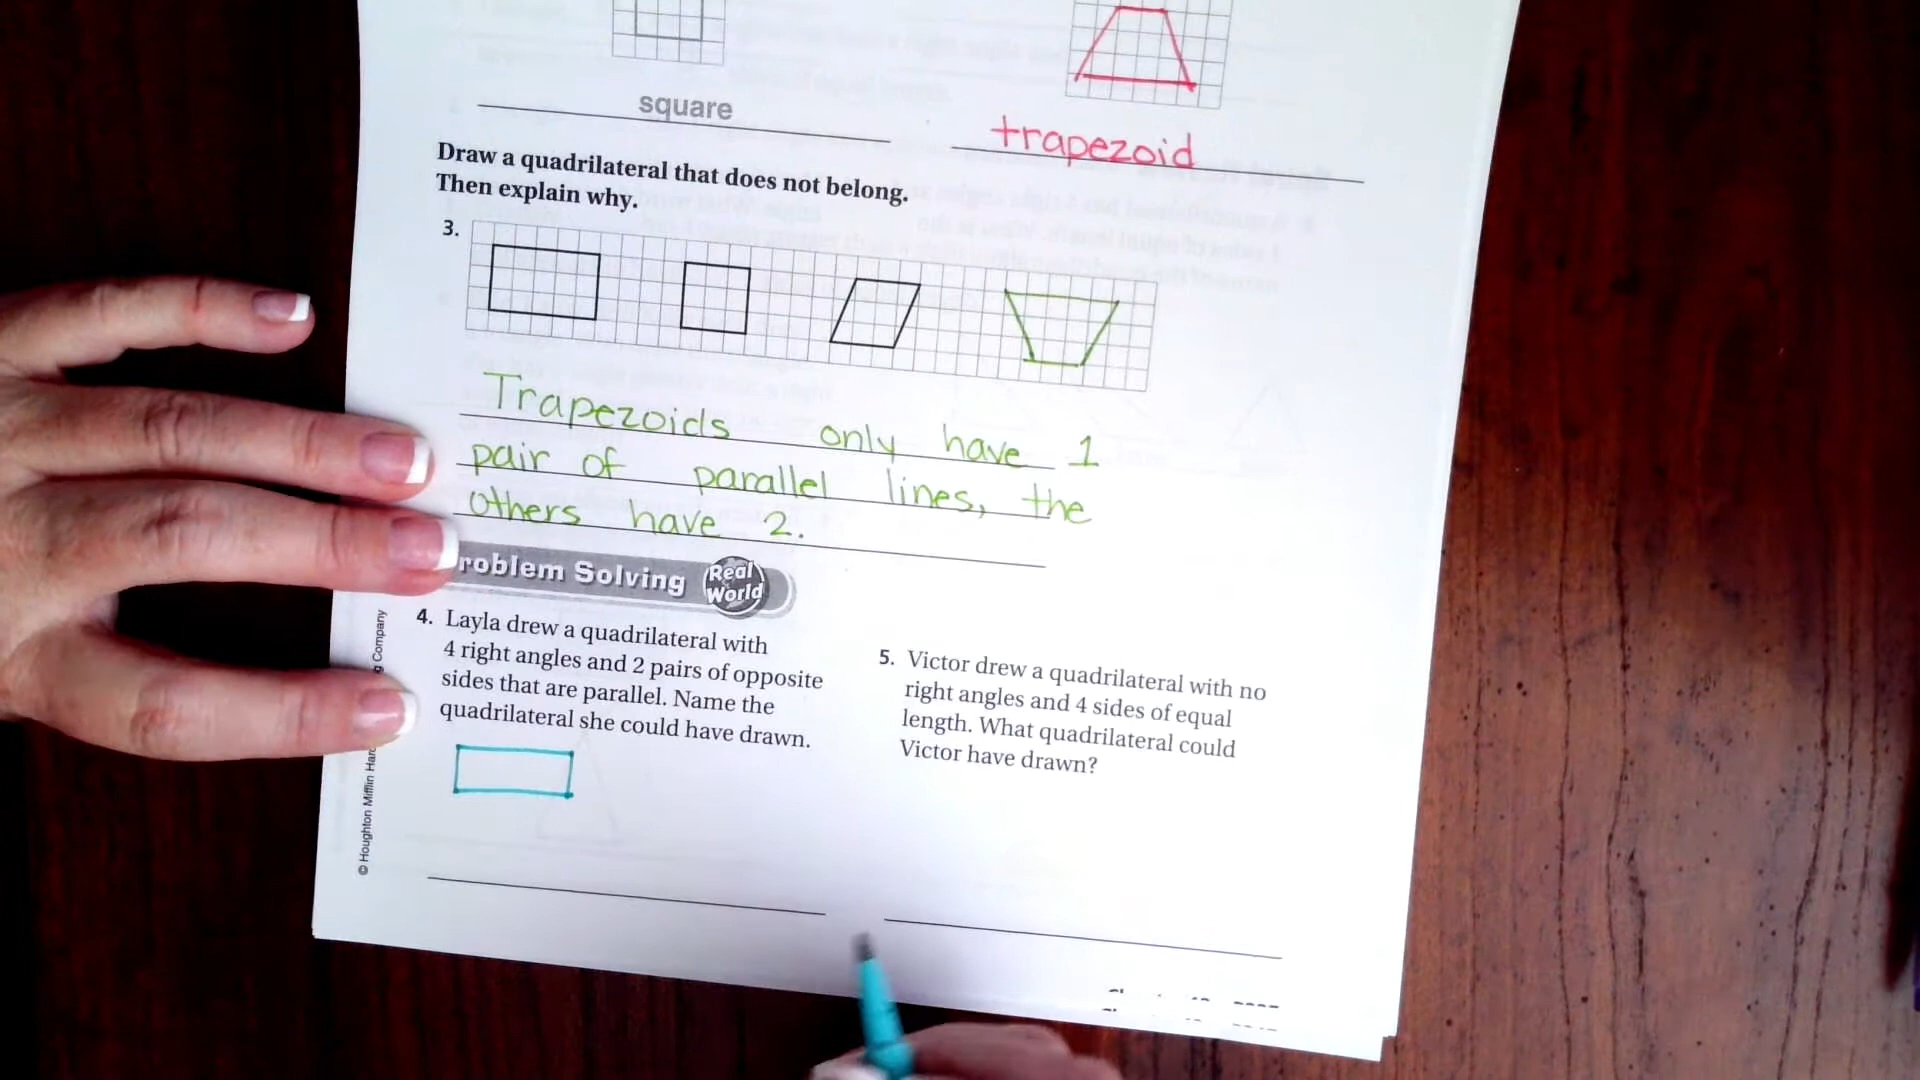 square
trapezoid
Draw a quadrilateral that does not belong.
Then explain why.
3.
Trapezoids only have 1
pair of parallel lines, the
others have 2.
roblem Solving Real World
4. Layla drew a quadrilateral with
4 right angles and 2 pairs of opposite
sides that are parallel. Name the
quadrilateral she could have drawn.
5. Victor drew a quadrilateral with no
right angles and 4 sides of equal
length. What quadrilateral could
Victor have drawn?
© Houghton Mifflin Har g Company